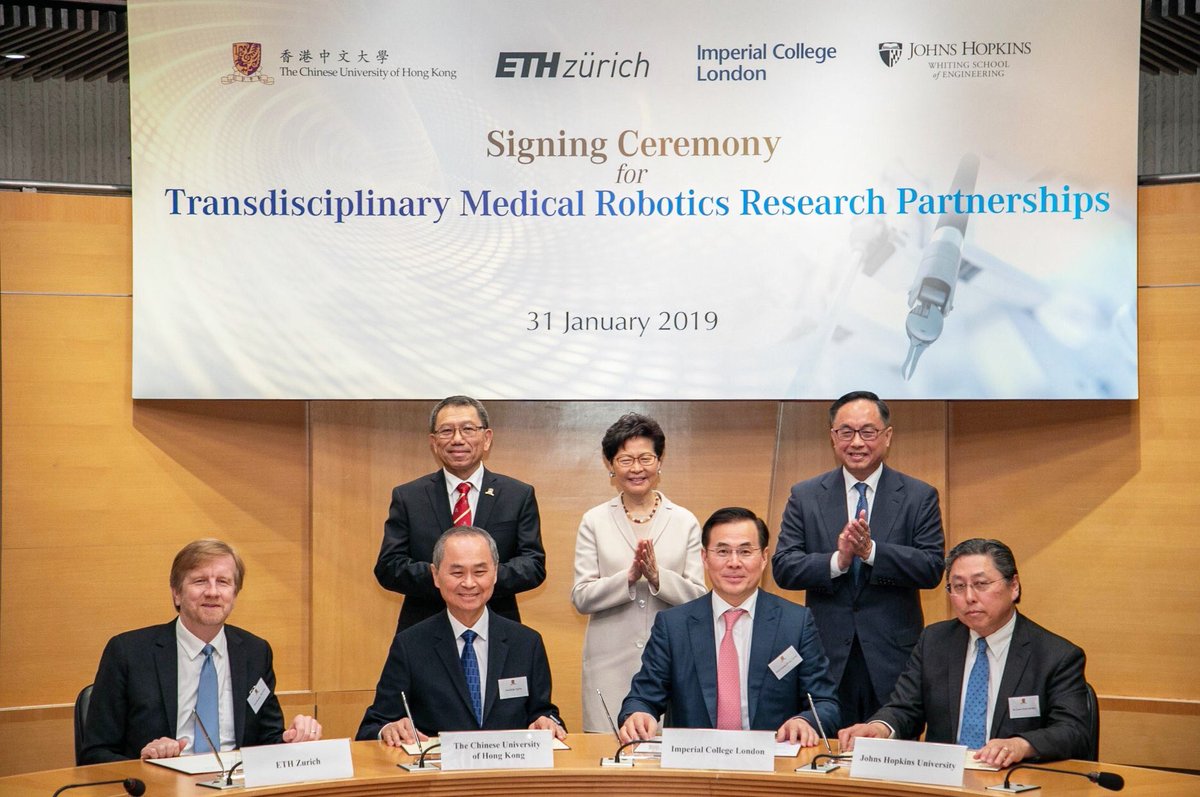 香港中文大學
The Chinese University of Hong Kong
ETH zürich
Imperial College
London
JOHNS HOPKINS
WHITING SCHOOL
of ENGINEERING
Signing Ceremony
for
Transdisciplinary Medical Robotics Research Partnerships
31 January 2019
ETH Zurich
The Chinese University
of Hong Kong
Imperial College London
Johns Hopkins University